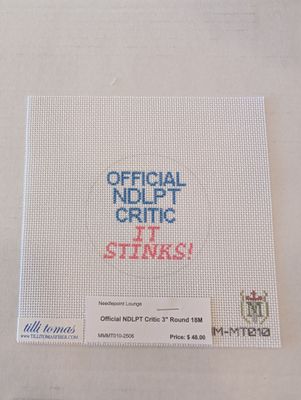 OFFICIAL
NDLPT
CRITIC
IT
STINKS!
M
MM-MT010
Needlepoint Lounge
Official NDLPT Critic 3" Round 18M
MMMT010-2506
Price: $ 48.00
tilli tomas
WWW.TILLITOMASFIBER.COM